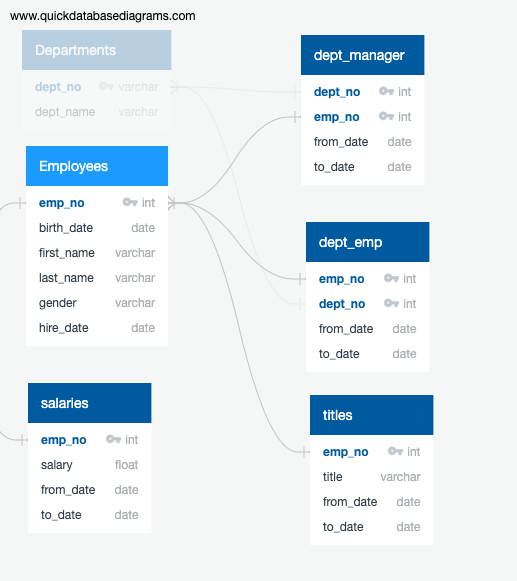 www.quickdatabasediagrams.com
Departments
dept_no varchar
dept_name varchar
Employees
emp_no int
birth_date date
first_name varchar
last_name varchar
gender varchar
hire_date date
salaries
emp_no int
salary float
from_date date
to_date date
dept_manager
dept_no int
emp_no int
from_date date
to_date date
dept_emp
emp_no int
dept_no int
from_date date
to_date date
titles
emp_no int
title varchar
from_date date
to_date date